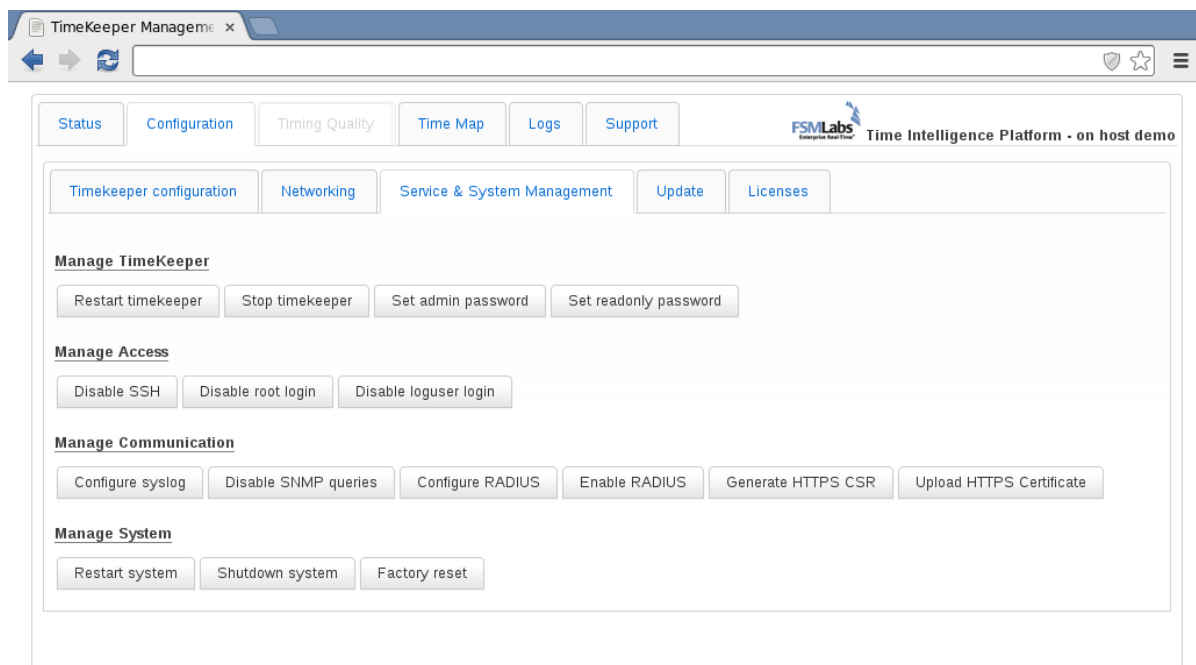 TimeKeeper Manageme
Status Configuration Timing Quality Time Map Logs Support
FSMLabs
Enterprise Real-Time
Time Intelligence Platform - on host demo
Timekeeper configuration Networking Service & System Management Update Licenses
Manage TimeKeeper
Restart timekeeper Stop timekeeper Set admin password Set readonly password
Manage Access
Disable SSH Disable root login Disable loguser login
Manage Communication
Configure syslog Disable SNMP queries Configure RADIUS Enable RADIUS Generate HTTPS CSR Upload HTTPS Certificate
Manage System
Restart system Shutdown system Factory reset